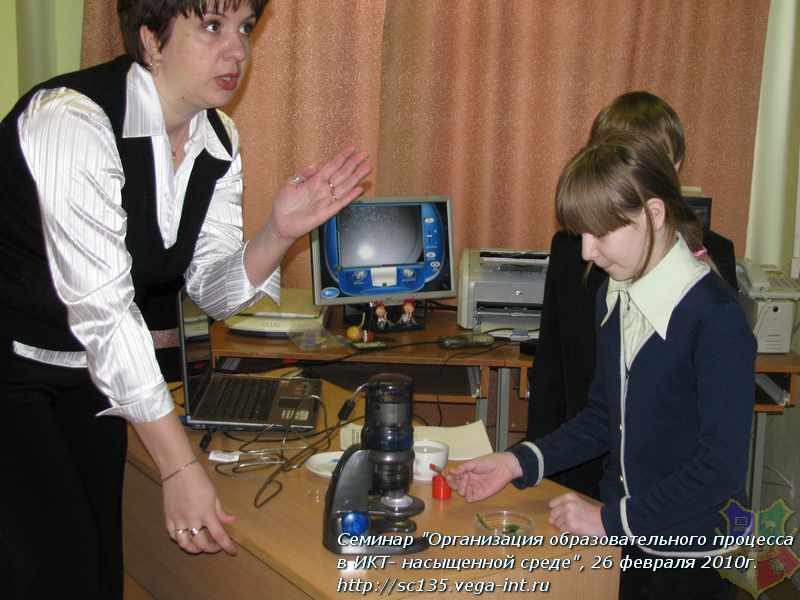 Семинар "Организация образовательного процесса
в ИКТ- насыщенной среде", 26 февраля 2010г.
http://sc135.vega-int.ru